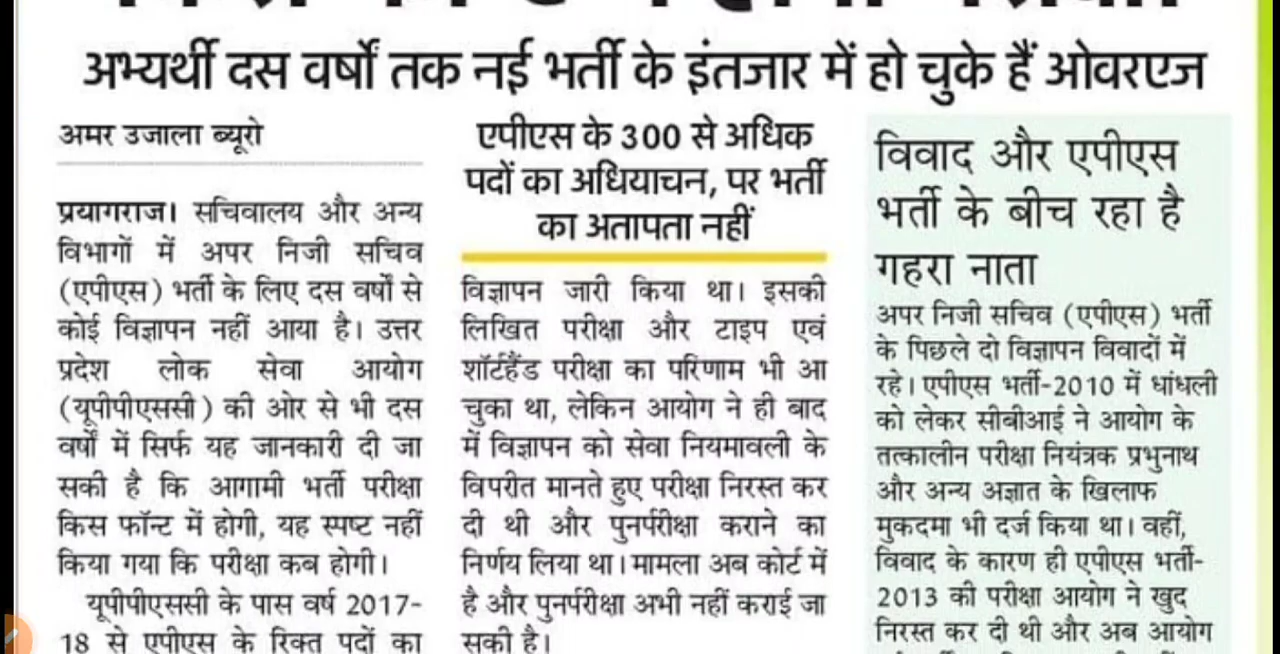 अभ्यर्थी दस वर्षों तक नई भर्ती के इंतजार में हो चुके हैं ओवरएज
अमर उजाला ब्यूरो
प्रयागराज। सचिवालय और अन्य
विभागों में अपर निजी सचिव
(एपीएस) भर्ती के लिए दस वर्षों से
कोई विज्ञापन नहीं आया है। उत्तर
प्रदेश लोक सेवा आयोग
(यूपीपीएससी) की ओर से भी दस
वर्षों में सिर्फ यह जानकारी दी जा
सकी है कि आगामी भर्ती परीक्षा
किस फॉन्ट में होगी, यह स्पष्ट नहीं
किया गया कि परीक्षा कब होगी।
यूपीपीएससी के पास वर्ष 2017-
18 से एपीएस के रिक्त पदों का
एपीएस के 300 से अधिक
पदों का अधियाचन, पर भर्ती
का अतापता नहीं
विज्ञापन जारी किया था। इसकी
लिखित परीक्षा और टाइप एवं
शॉर्टहैंड परीक्षा का परिणाम भी आ
चुका था, लेकिन आयोग ने ही बाद
में विज्ञापन को सेवा नियमावली के
विपरीत मानते हुए परीक्षा निरस्त कर
दी थी और पुनर्परीक्षा कराने का
निर्णय लिया था। मामला अब कोर्ट में
है और पुनर्परीक्षा अभी नहीं कराई जा
सकी है।
विवाद और एपीएस
भर्ती के बीच रहा है
गहरा नाता
अपर निजी सचिव (एपीएस) भर्ती
के पिछले दो विज्ञापन विवादों में
रहे। एपीएस भर्ती-2010 में धांधली
को लेकर सीबीआई ने आयोग के
तत्कालीन परीक्षा नियंत्रक प्रभुनाथ
और अन्य अज्ञात के खिलाफ
मुकदमा भी दर्ज किया था। वहीं,
विवाद के कारण ही एपीएस भर्ती-
2013 की परीक्षा आयोग ने खुद
निरस्त कर दी थी और अब आयोग